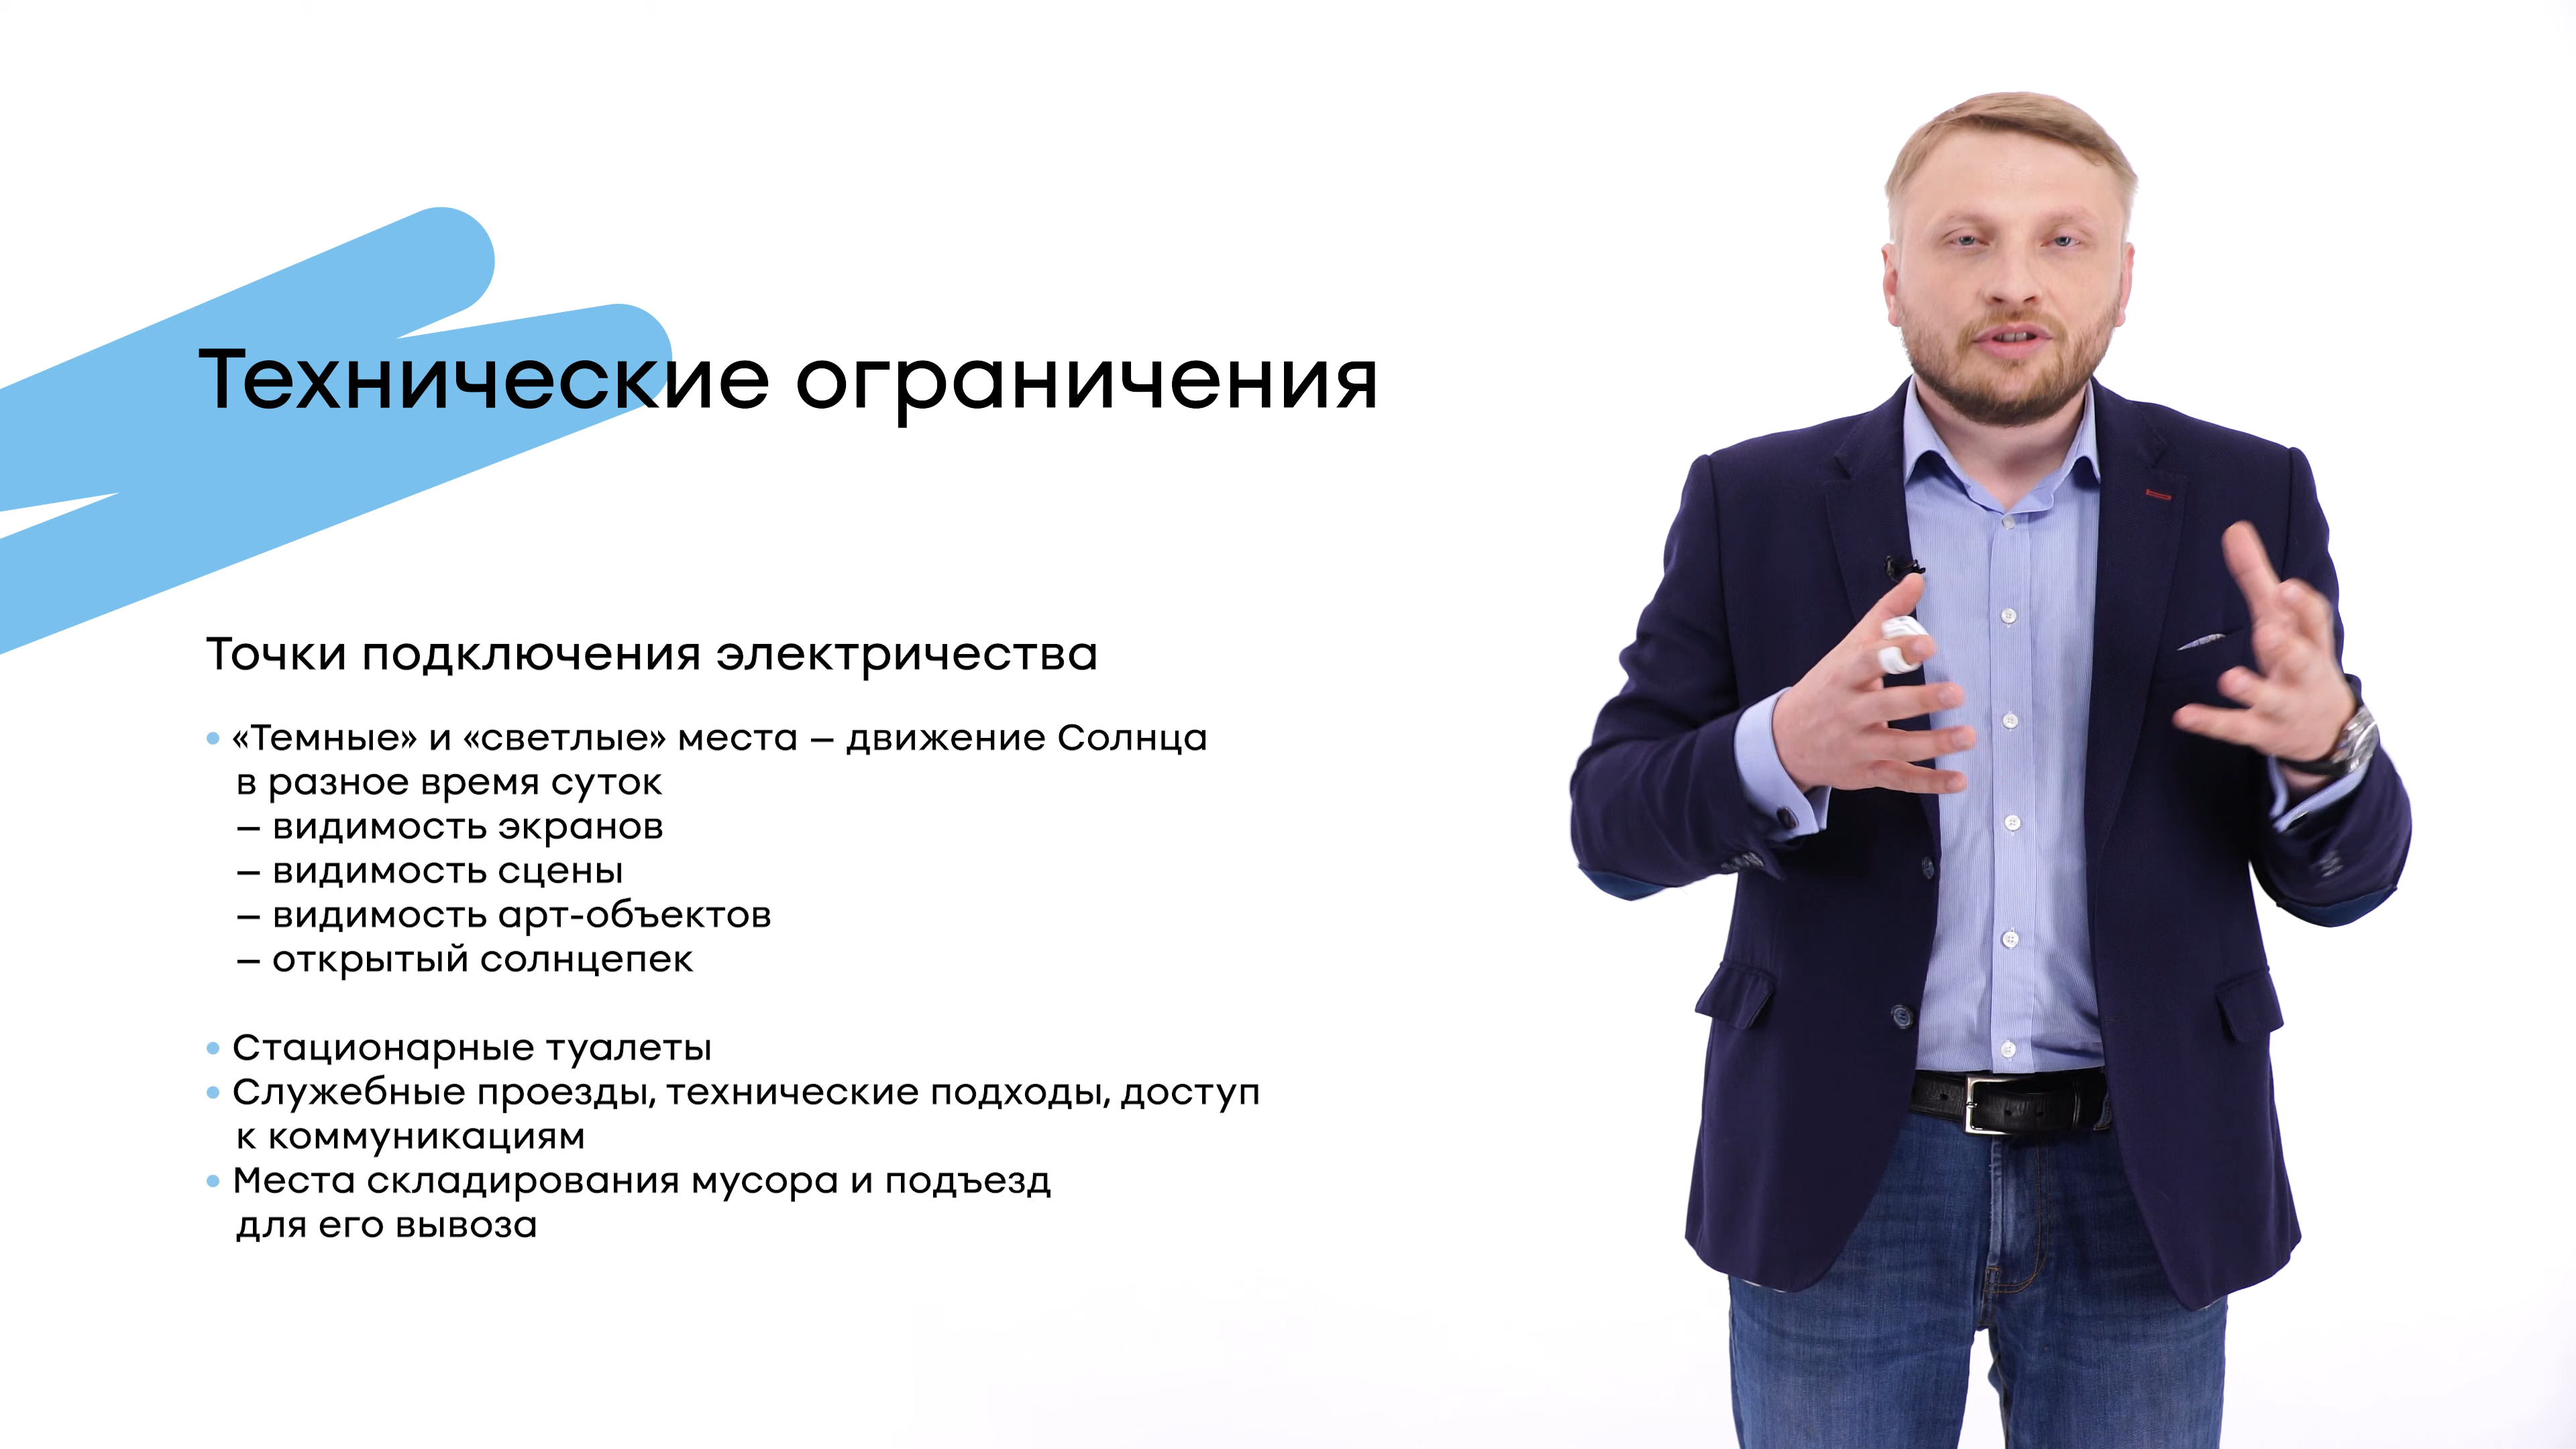 Технические ограничения
Точки подключения электричества
• «Темные» и «светлые» места – движение Солнца
в разное время суток
– видимость экранов
– видимость сцены
– видимость арт-объектов
– открытый солнцепек
• Стационарные туалеты
• Служебные проезды, технические подходы, доступ
к коммуникациям
• Места складирования мусора и подъезд
для его вывоза